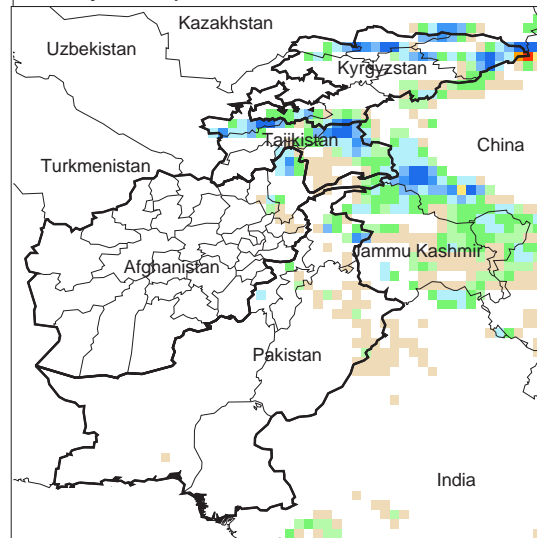 Kazakhstan
Uzbekistan
Kyrgyzstan
Tajikistan
China
Turkmenistan
Jammu Kashmir
Afghanistan
Pakistan
India